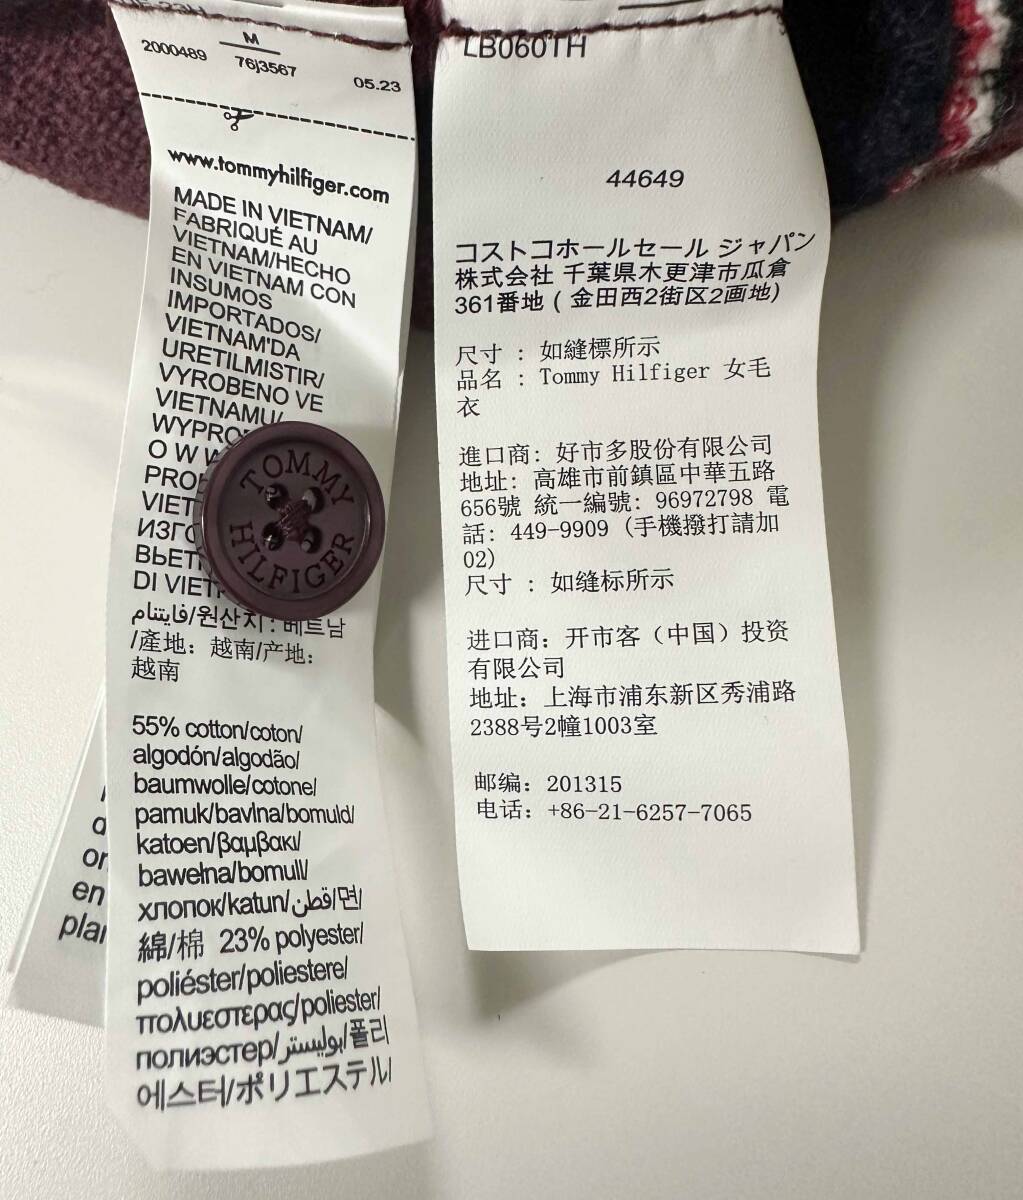 M
2000489
76j3567
05.23
www.tommyhilfiger.com
MADE IN VIETNAM/
FABRIQUÉ AU
VIETNAM/HECHO
EN VIETNAM CON
INSUMOS
IMPORTADOS/
VIETNAM'DA
URETILMISTIR/
VYROBENO VE
VIETNAMU/
DI
/원산지: 베트남
/產地: 越南/产地:
越南
55% cotton/coton/
algodón/algodão/
baumwolle/cotone/
pamuk/bavlna/bomuld/
katoen/βαμβακι/
bawełna/bomull/
хлопок/katun/قطن/면/
綿/棉 23% polyester/
poliéster/poliestere/
πολυεστερας/poliester/
полиэстер/بوليستر/폴리
에스터/ポリエステル/
TOMMY
HILFIGER
en
LB060TH
44649
コストコホールセール ジャパン
株式会社 千葉県木更津市瓜倉
361番地 ( 金田西2街区2画地)
尺寸 : 如縫標所示
品名 : Tommy Hilfiger 女毛
衣
進口商: 好市多股份有限公司
地址: 高雄市前鎮區中華五路
656號 統一編號: 96972798 電
話: 449-9909 (手機撥打請加
02)
尺寸 : 如缝标所示
进口商: 开市客（中国）投资
有限公司
地址: 上海市浦东新区秀浦路
2388号2幢1003室
邮编: 201315
电话: +86-21-6257-7065